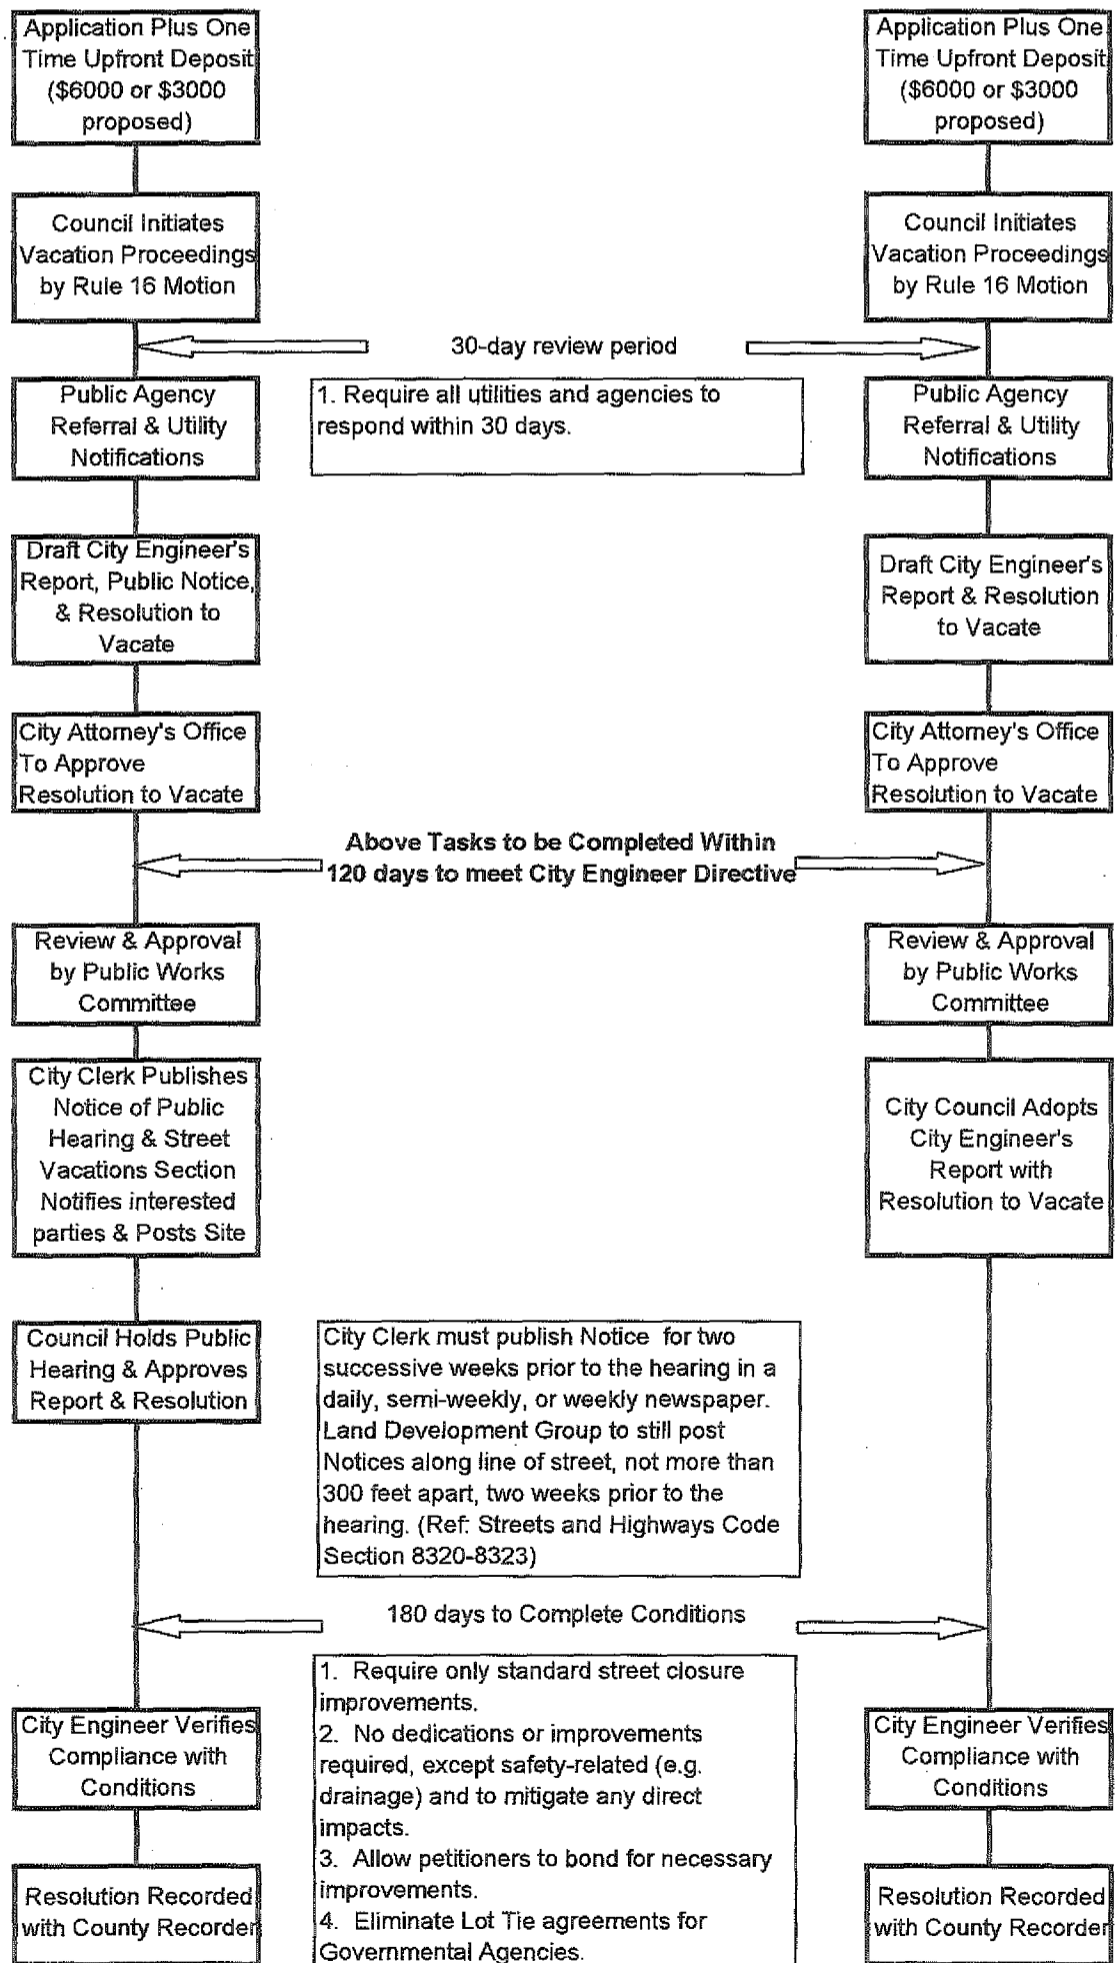 Application Plus One
Time Upfront Deposit
($6000 or $3000
proposed)
Application Plus One
Time Upfront Deposit
($6000 or $3000
proposed)
Council Initiates
Vacation Proceedings
by Rule 16 Motion
Council Initiates
Vacation Proceedings
by Rule 16 Motion
30-day review period
Public Agency
Referral & Utility
Notifications
1. Require all utilities and agencies to
respond within 30 days.
Public Agency
Referral & Utility
Notifications
Draft City Engineer's
Report, Public Notice,
& Resolution to
Vacate
Draft City Engineer's
Report & Resolution
to Vacate
City Attorney's Office
To Approve
Resolution to Vacate
City Attorney's Office
To Approve
Resolution to Vacate
Above Tasks to be Completed Within
120 days to meet City Engineer Directive
Review & Approval
by Public Works
Committee
Review & Approval
by Public Works
Committee
City Clerk Publishes
Notice of Public
Hearing & Street
Vacations Section
Notifies interested
parties & Posts Site
City Council Adopts
City Engineer's
Report with
Resolution to Vacate
Council Holds Public
Hearing & Approves
Report & Resolution
City Clerk must publish Notice for two
successive weeks prior to the hearing in a
daily, semi-weekly, or weekly newspaper.
Land Development Group to still post
Notices along line of street, not more than
300 feet apart, two weeks prior to the
hearing. (Ref: Streets and Highways Code
Section 8320-8323)
180 days to Complete Conditions
City Engineer Verifies
Compliance with
Conditions
1. Require only standard street closure
improvements.
2. No dedications or improvements
required, except safety-related (e.g.
drainage) and to mitigate any direct
impacts.
3. Allow petitioners to bond for necessary
improvements.
4. Eliminate Lot Tie agreements for
Governmental Agencies.
City Engineer Verifies
Compliance with
Conditions
Resolution Recorded
with County Recorder
Resolution Recorded
with County Recorder